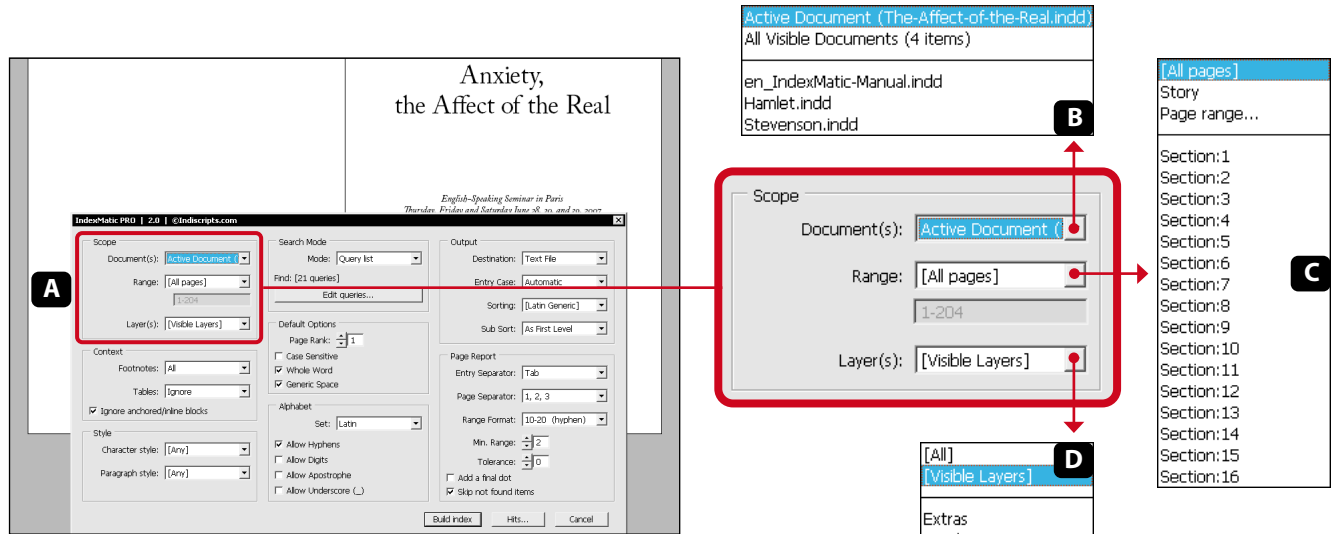 Anxiety,
the Affect of the Real
English-Speaking Seminar in Paris
Thursday, Friday and Saturday June 28, 29, and 30, 2007
IndexMatic PRO | 2.0 | ©Indiscripts.com
A
Scope
Document(s): Active Document (
Range: [All pages]
1-204
Layer(s): [Visible Layers]
Context
Footnotes: All
Tables: Ignore
Ignore anchored/inline blocks
Style
Character style: [Any]
Paragraph style: [Any]
Search Mode
Mode: Query list
Find: [21 queries]
Edit queries...
Default Options
Page Rank: 1
Case Sensitive
Whole Word
Generic Space
Alphabet
Set: Latin
Allow Hyphens
Allow Digits
Allow Apostrophe
Allow Underscore (_)
Output
Destination: Text File
Entry Case: Automatic
Sorting: [Latin Generic]
Sub Sort: As First Level
Page Report
Entry Separator: Tab
Page Separator: 1, 2, 3
Range Format: 10-20 (hyphen)
Min. Range: 2
Tolerance: 0
Add a final dot
Skip not found items
Build index
Hits...
Cancel
Active Document (The-Affect-of-the-Real.indd)
All Visible Documents (4 items)
en_IndexMatic-Manual.indd
Hamlet.indd
Stevenson.indd
B
Scope
Document(s): Active Document (
Range: [All pages]
1-204
Layer(s): [Visible Layers]
[All]
[Visible Layers]
Extras
D
[All pages]
Story
Page range...
Section:1
Section:2
Section:3
Section:4
Section:5
Section:6
Section:7
Section:8
Section:9
Section:10
Section:11
Section:12
Section:13
Section:14
Section:15
Section:16
C